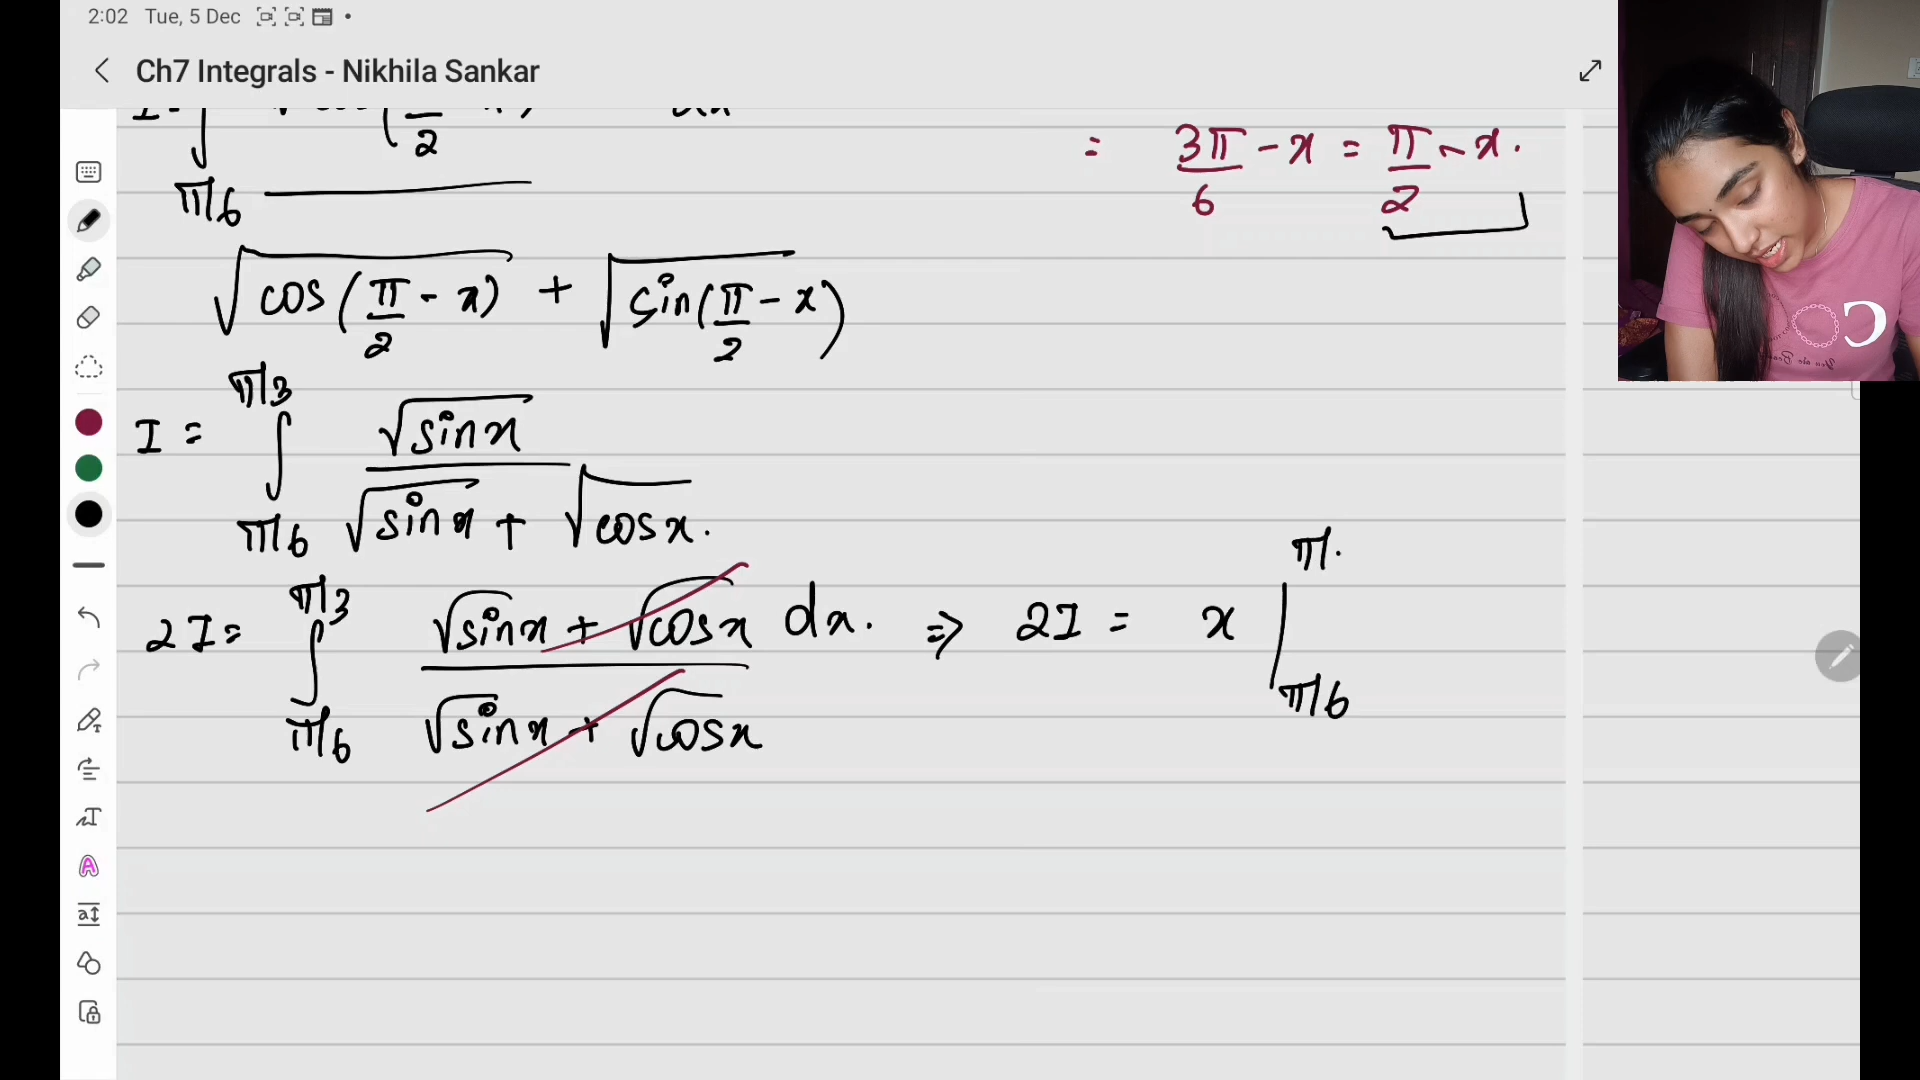 2:02 Tue, 5 Dec
Ch7 Integrals - Nikhila Sankar
π/6
2
= 3π/6 - x = π/2 - x.
√cos(π/2 - x) + √sin(π/2 - x)
I = ∫ π/3 π/6 √sinx / √sinx + √cosx.
2I = ∫ π/3 π/6 √sinx + √cosx / √sinx + √cosx dx. ⇒ 2I = x | π. π/6